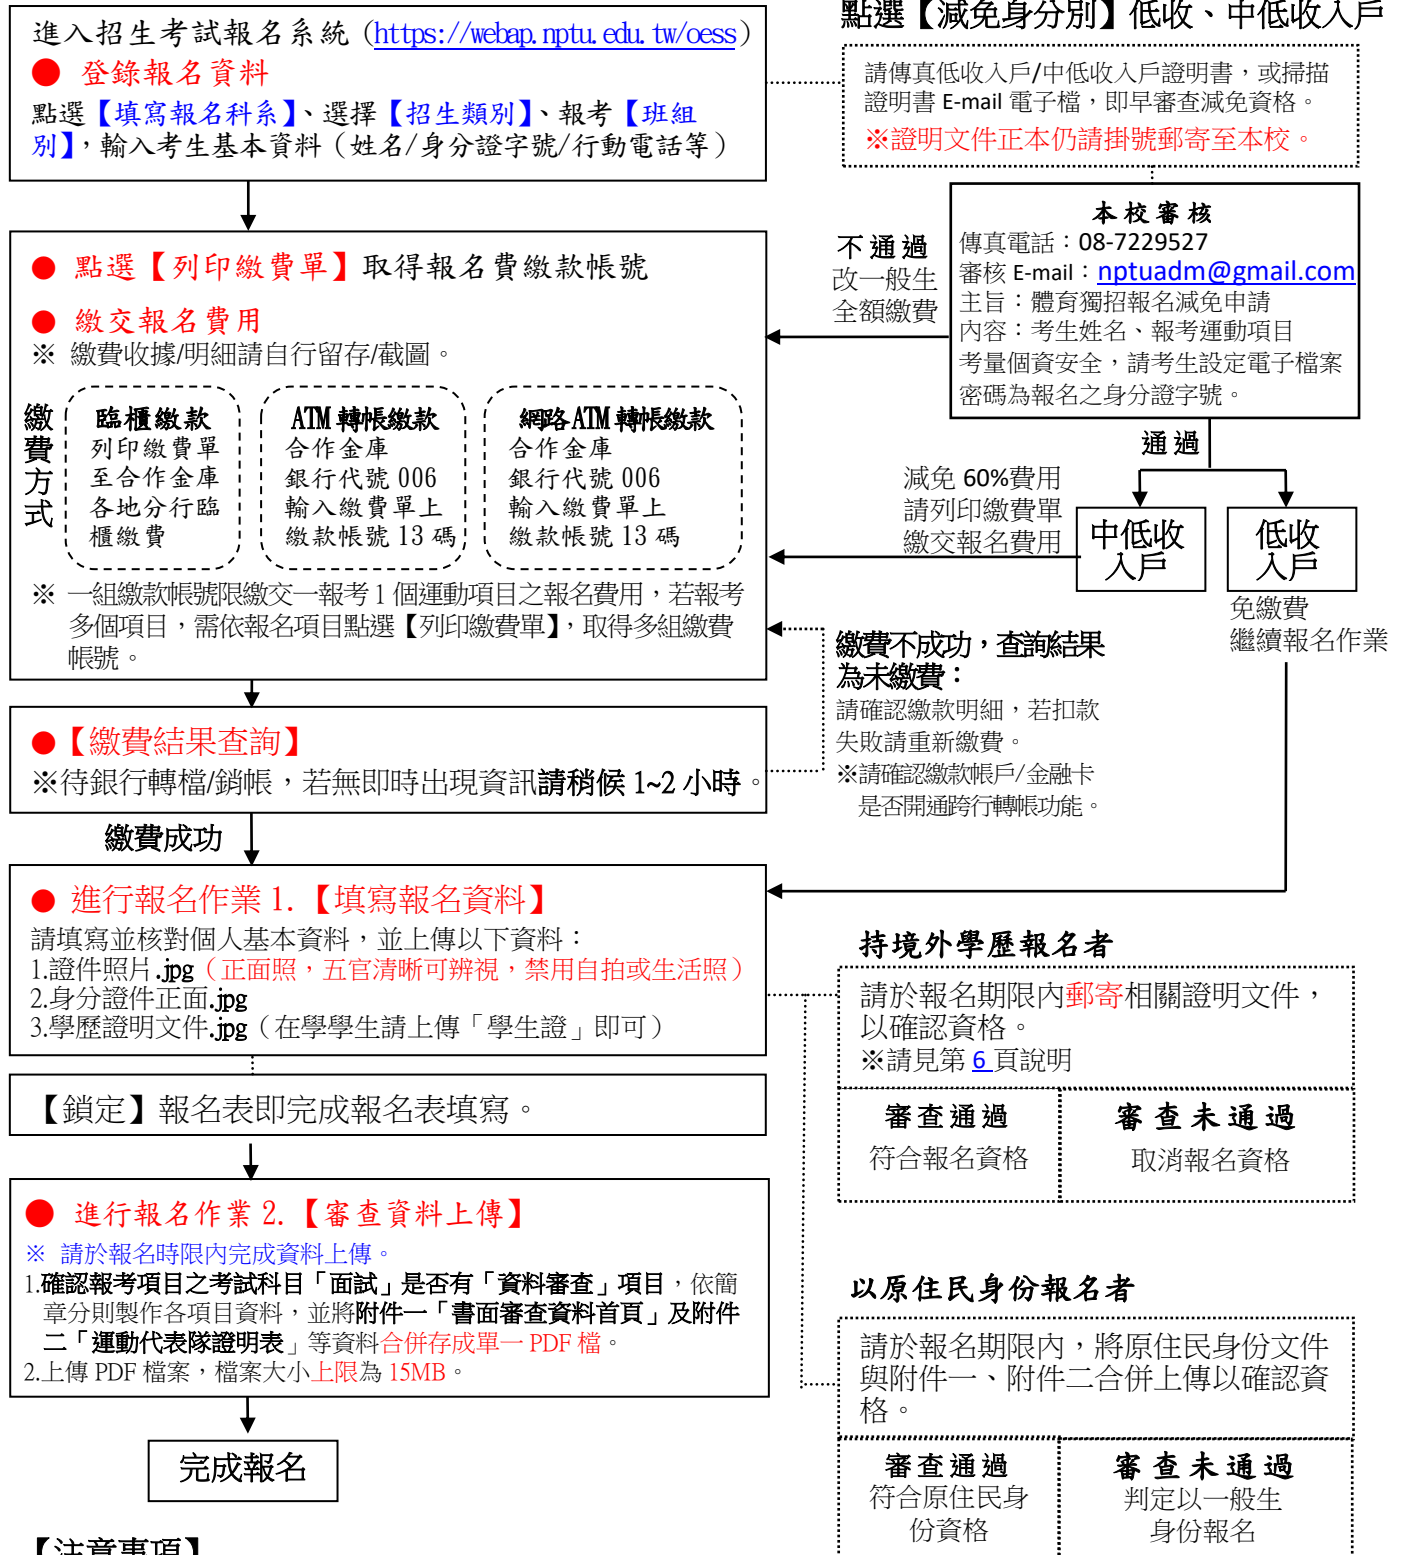 進入招生考試報名系統 (https://webap.nptu.edu.tw/oess)
● 登錄報名資料
點選【填寫報名科系】、選擇【招生類別】、報考【班組
別】，輸入考生基本資料（姓名/身分證字號/行動電話等）
點選【減免身分別】低收、中低收入戶
請傳真低收入戶/中低收入戶證明書，或掃描
證明書 E-mail 電子檔，即早審查減免資格。
※證明文件正本仍請掛號郵寄至本校。
本校審核
傳真電話：08-7229527
審核 E-mail：nptuadm@gmail.com
主旨：體育獨招報名減免申請
內容：考生姓名、報考運動項目
考量個資安全，請考生設定電子檔案
密碼為報名之身分證字號。
不通過
改一般生
全額繳費
● 點選【列印繳費單】取得報名費繳款帳號
● 繳交報名費用
※ 繳費收據/明細請自行留存/截圖。
繳費方式
臨櫃繳款
列印繳費單
至合作金庫
各地分行臨
櫃繳費
ATM 轉帳繳款
合作金庫
銀行代號 006
輸入繳費單上
繳款帳號 13 碼
網路 ATM 轉帳繳款
合作金庫
銀行代號 006
輸入繳費單上
繳款帳號 13 碼
※ 一組繳款帳號限繳交一報考 1 個運動項目之報名費用，若報考
多個項目，需依報名項目點選【列印繳費單】，取得多組繳費
帳號。
通過
減免 60%費用
請列印繳費單
繳交報名費用
中低收
入戶
低收
入戶
免繳費
繼續報名作業
繳費不成功，查詢結果
為未繳費：
請確認繳款明細，若扣款
失敗請重新繳費。
※請確認繳款帳戶/金融卡
是否開通跨行轉帳功能。
●【繳費結果查詢】
※待銀行轉檔/銷帳，若無即時出現資訊請稍候 1~2 小時。
繳費成功
● 進行報名作業 1.【填寫報名資料】
請填寫並核對個人基本資料，並上傳以下資料：
1.證件照片.jpg（正面照，五官清晰可辨視，禁用自拍或生活照）
2.身分證件正面.jpg
3.學歷證明文件.jpg（在學學生請上傳「學生證」即可）
【鎖定】報名表即完成報名表填寫。
● 進行報名作業 2.【審查資料上傳】
※ 請於報名時限內完成資料上傳。
1.確認報考項目之考試科目「面試」是否有「資料審查」項目，依簡
章分則製作各項目資料，並將附件一「書面審查資料首頁」及附件
二「運動代表隊證明表」等資料合併存成單一 PDF 檔。
2.上傳 PDF 檔案，檔案大小上限為 15MB。
完成報名
持境外學歷報名者
請於報名期限內郵寄相關證明文件，
以確認資格。
※請見第 6 頁說明
審查通過
符合報名資格
審查未通過
取消報名資格
以原住民身份報名者
請於報名期限內，將原住民身份文件
與附件一、附件二合併上傳以確認資
格。
審查通過
符合原住民身
份資格
審查未通過
判定以一般生
身份報名
【注意事項】